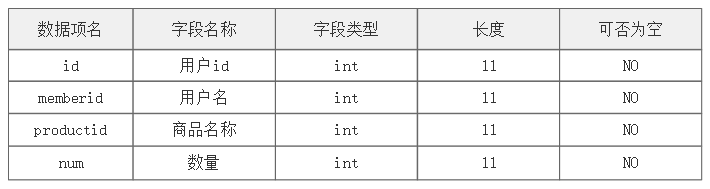 数据项名 字段名称 字段类型 长度 可否为空
id 用户id int 11 NO
memberid 用户名 int 11 NO
productid 商品名称 int 11 NO
num 数量 int 11 NO